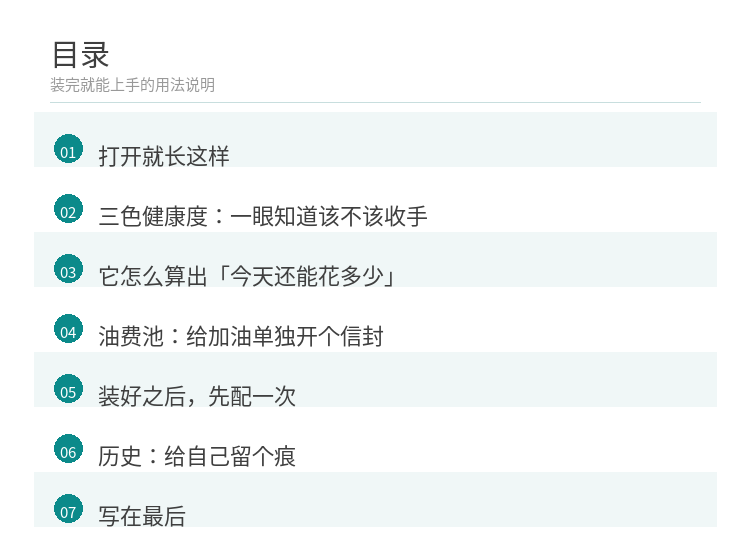 目录
装完就能上手的用法说明
01 打开就长这样
02 三色健康度：一眼知道该不该收手
03 它怎么算出「今天还能花多少」
04 油费池：给加油单独开个信封
05 装好之后，先配一次
06 历史：给自己留个痕
07 写在最后